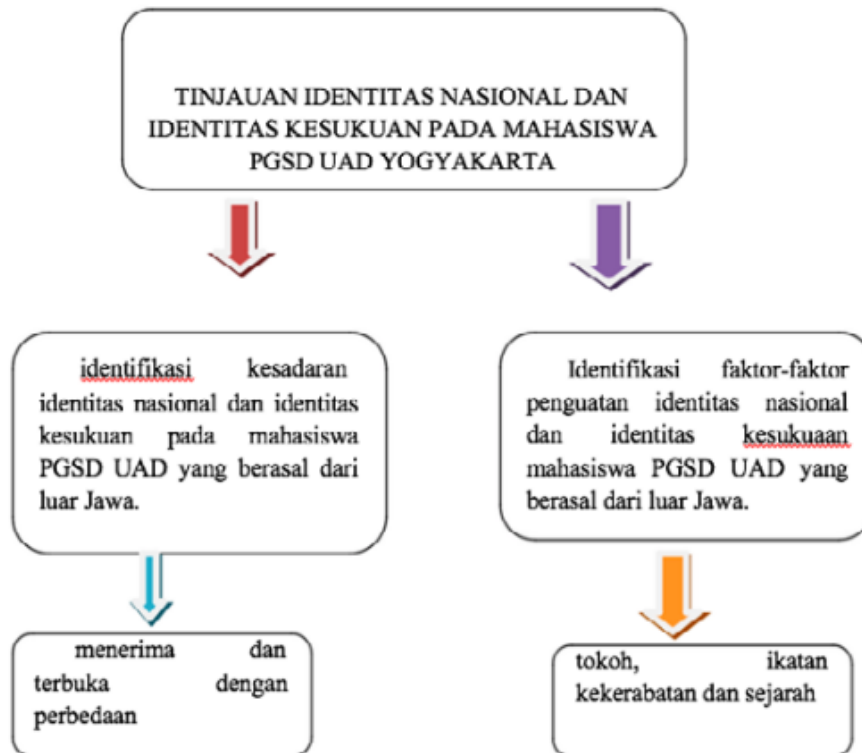 TINJAUAN IDENTITAS NASIONAL DAN
IDENTITAS KESUKUAN PADA MAHASISWA
PGSD UAD YOGYAKARTA
identifikasi kesadaran
identitas nasional dan identitas
kesukuan pada mahasiswa
PGSD UAD yang berasal dari
luar Jawa.
Identifikasi faktor-faktor
penguatan identitas nasional
dan identitas kesukuaan
mahasiswa PGSD UAD yang
berasal dari luar Jawa.
menerima dan
terbuka dengan
perbedaan
tokoh, ikatan
kekerabatan dan sejarah